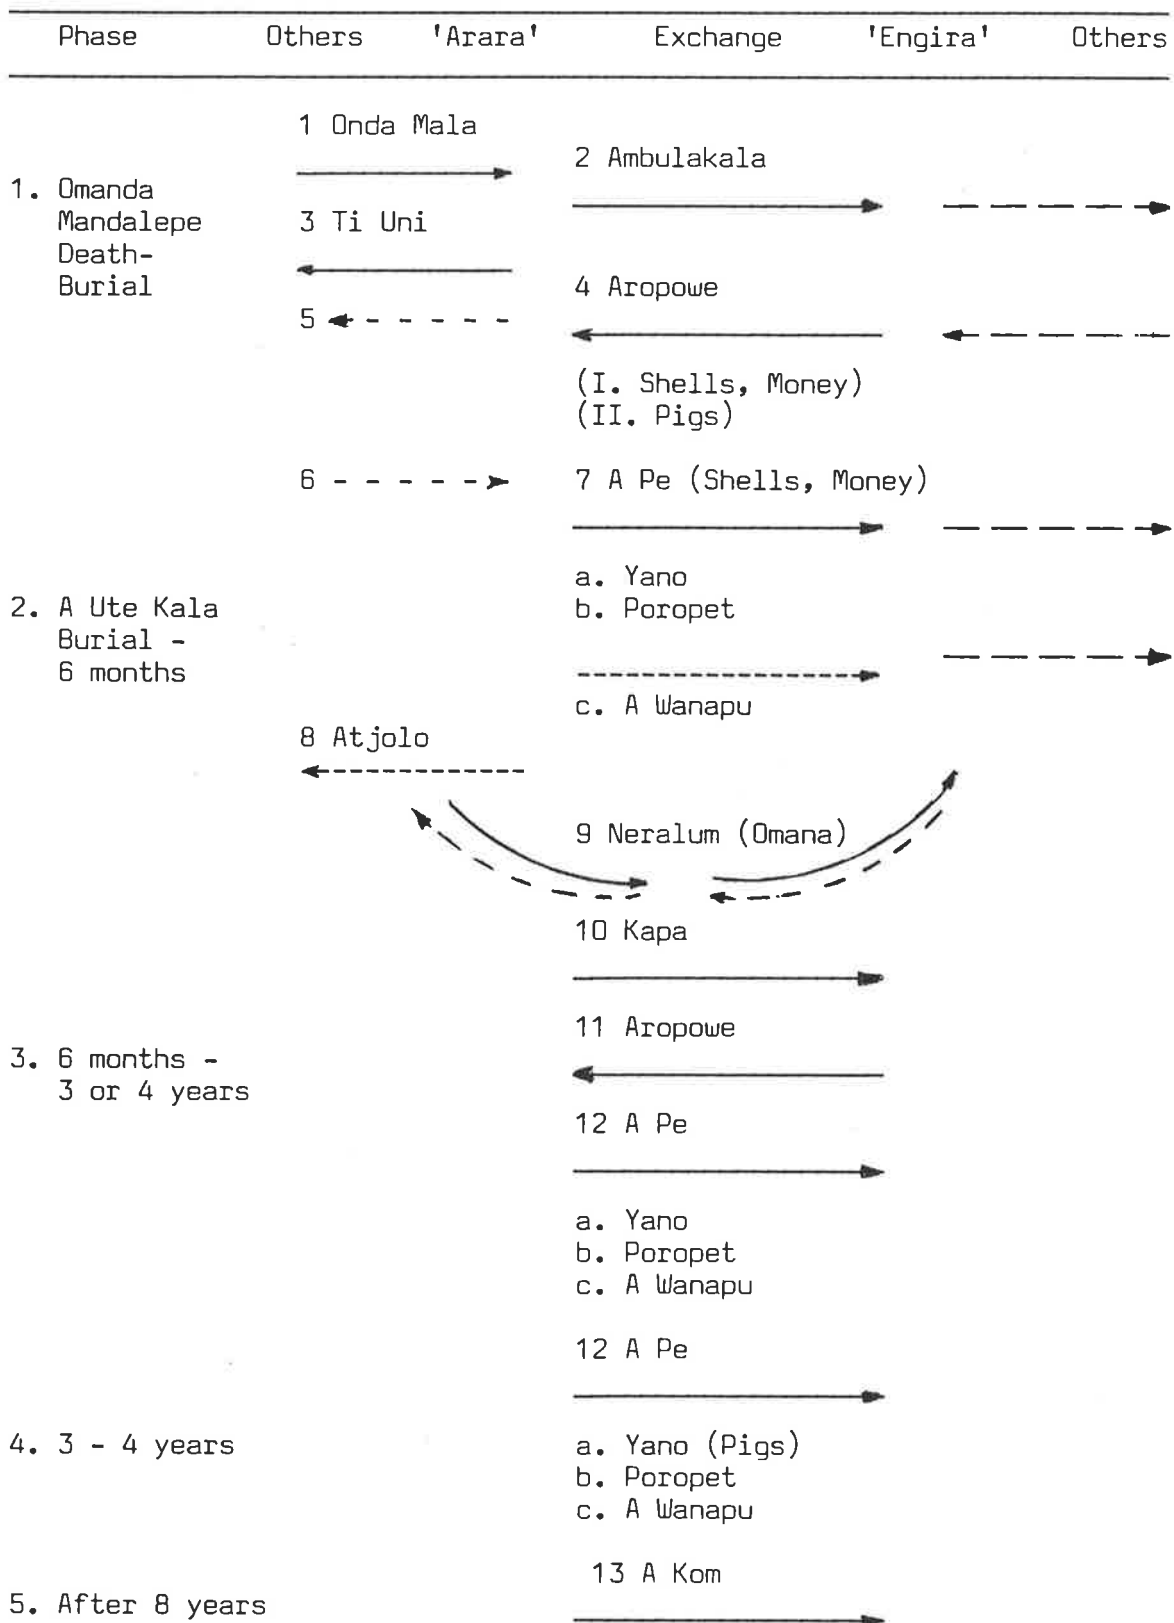 Phase Others 'Arara' Exchange 'Engira' Others
1 Onda Mala
2 Ambulakala
1. Omanda
Mandalepe
Death-
Burial
3 Ti Uni
4 Aropowe
5
(I. Shells, Money)
(II. Pigs)
6
7 A Pe (Shells, Money)
a. Yano
b. Poropet
2. A Ute Kala
Burial -
6 months
c. A Wanapu
8 Atjolo
9 Neralum (Omana)
10 Kapa
11 Aropowe
3. 6 months -
3 or 4 years
12 A Pe
a. Yano
b. Poropet
c. A Wanapu
12 A Pe
4. 3 - 4 years
a. Yano (Pigs)
b. Poropet
c. A Wanapu
13 A Kom
5. After 8 years